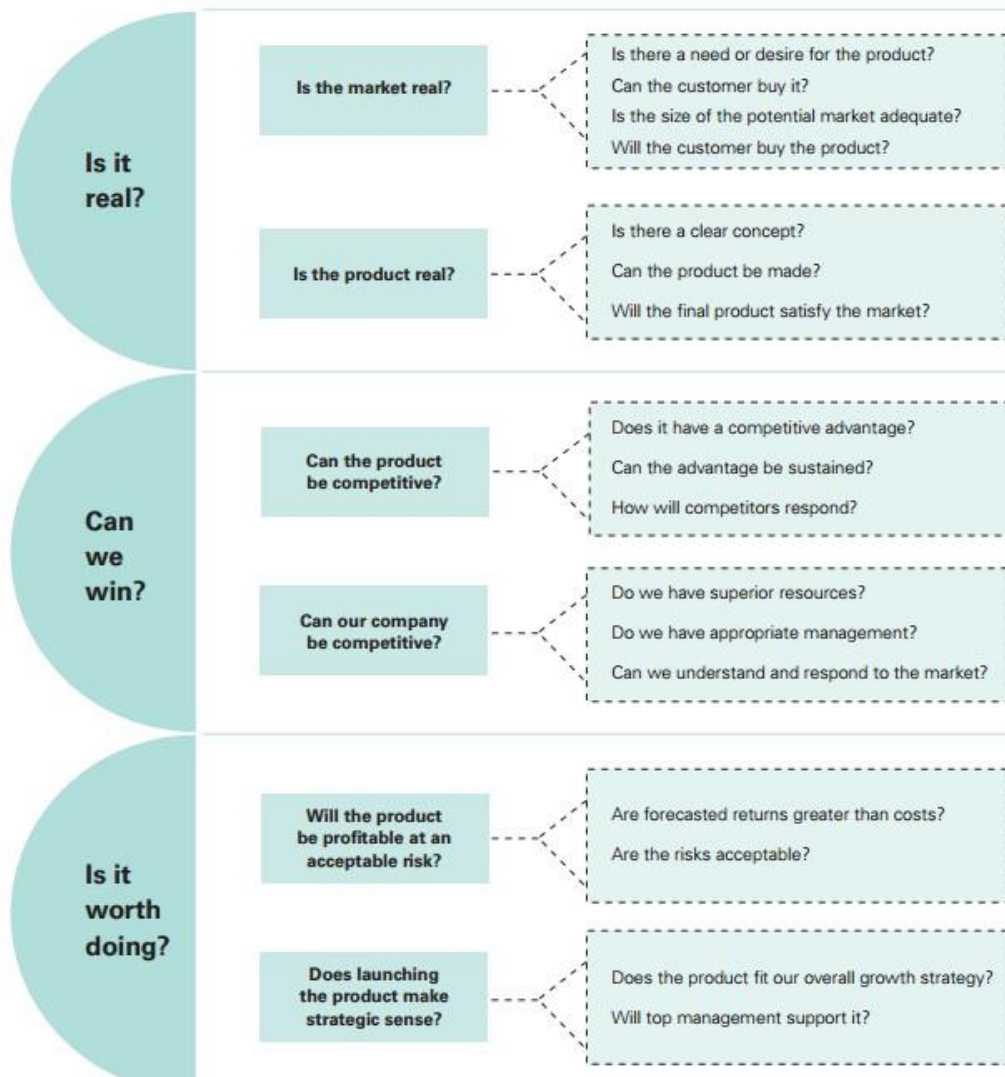 Is it
real?
Is the market real?
Is there a need or desire for the product?
Can the customer buy it?
Is the size of the potential market adequate?
Will the customer buy the product?
Is the product real?
Is there a clear concept?
Can the product be made?
Will the final product satisfy the market?
Can
we
win?
Can the product
be competitive?
Does it have a competitive advantage?
Can the advantage be sustained?
How will competitors respond?
Can our company
be competitive?
Do we have superior resources?
Do we have appropriate management?
Can we understand and respond to the market?
Is it
worth
doing?
Will the product
be profitable at an
acceptable risk?
Are forecasted returns greater than costs?
Are the risks acceptable?
Does launching
the product make
strategic sense?
Does the product fit our overall growth strategy?
Will top management support it?